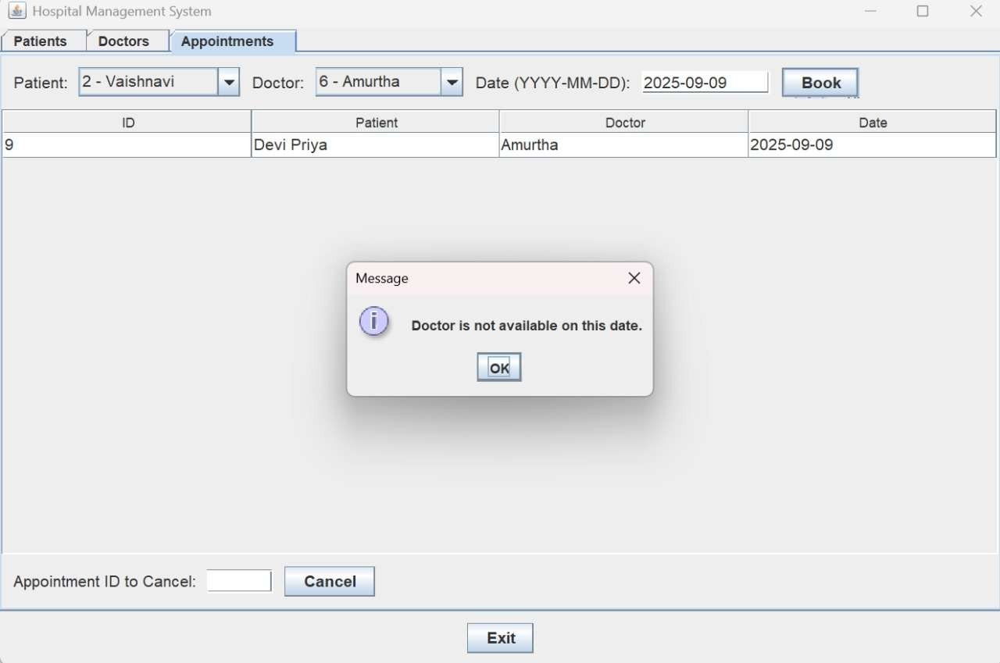 Hospital Management System
Patients Doctors Appointments
Patient: 2 - Vaishnavi Doctor: 6 - Amurtha Date (YYYY-MM-DD): 2025-09-09 Book
ID Patient Doctor Date
9 Devi Priya Amurtha 2025-09-09
Message
i Doctor is not available on this date.
OK
Appointment ID to Cancel: Cancel
Exit